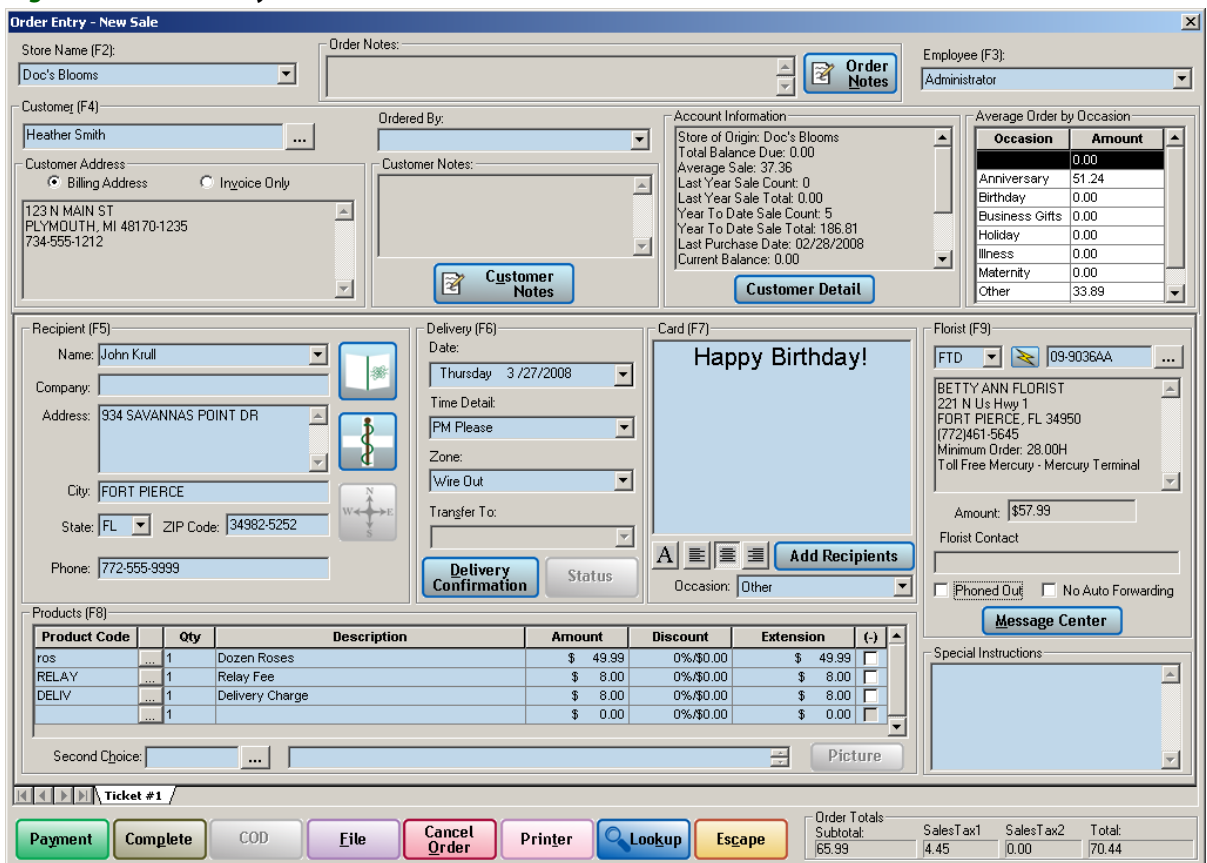 Order Entry - New Sale
Store Name (F2):
Doc's Blooms
Order Notes:
Order Notes
Employee (F3):
Administrator
Customer (F4)
Heather Smith
...
Ordered By:
Customer Address
Billing Address
Invoice Only
123 N MAIN ST
PLYMOUTH, MI 48170-1235
734-555-1212
Customer Notes:
Customer Notes
Account Information
Store of Origin: Doc's Blooms
Total Balance Due: 0.00
Average Sale: 37.36
Last Year Sale Count: 0
Last Year Sale Total: 0.00
Year To Date Sale Count: 5
Year To Date Sale Total: 186.81
Last Purchase Date: 02/28/2008
Current Balance: 0.00
Customer Detail
Average Order by Occasion
Occasion Amount
0.00
Anniversary 51.24
Birthday 0.00
Business Gifts 0.00
Holiday 0.00
Illness 0.00
Maternity 0.00
Other 33.89
Recipient (F5)
Name: John Krull
Company:
Address: 934 SAVANNAS POINT DR
City: FORT PIERCE
State: FL ZIP Code: 34982-5252
Phone: 772-555-9999
N
W E
S
Delivery (F6)
Date:
Thursday 3 /27/2008
Time Detail:
PM Please
Zone:
Wire Out
Transfer To:
Delivery Confirmation
Status
Card (F7)
Happy Birthday!
A
Add Recipients
Occasion: Other
Florist (F9)
FTD 09-9036AA ...
BETTY ANN FLORIST
221 N Us Hwy 1
FORT PIERCE, FL 34950
(772)461-5645
Minimum Order: 28.00H
Toll Free Mercury - Mercury Terminal
Amount: $57.99
Florist Contact
Phoned Out No Auto Forwarding
Message Center
Products (F8)
Product Code Qty Description Amount Discount Extension (-)
ros ... 1 Dozen Roses $ 49.99 0%/$0.00 $ 49.99
RELAY ... 1 Relay Fee $ 8.00 0%/$0.00 $ 8.00
DELIV ... 1 Delivery Charge $ 8.00 0%/$0.00 $ 8.00
... 1 $ 0.00 0%/$0.00 $ 0.00
Second Choice: ...
Picture
Special Instructions
Ticket #1
Payment
Complete
COD
File
Cancel Order
Printer
Lookup
Escape
Order Totals
Subtotal: SalesTax1 SalesTax2 Total:
65.99 4.45 0.00 70.44